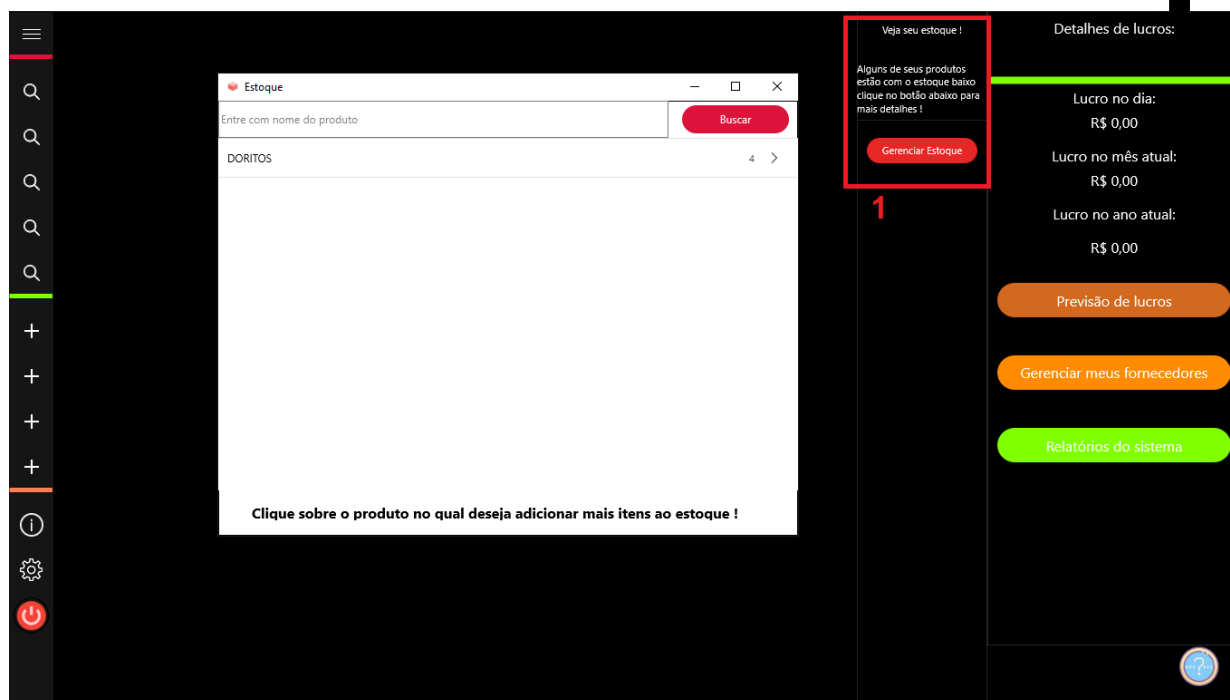 Veja seu estoque !
Alguns de seus produtos
estão com o estoque baixo
clique no botão abaixo para
mais detalhes !
Gerenciar Estoque
1
Estoque
Entre com nome do produto
Buscar
DORITOS
4
Clique sobre o produto no qual deseja adicionar mais itens ao estoque !
Detalhes de lucros:
Lucro no dia:
R$ 0,00
Lucro no mês atual:
R$ 0,00
Lucro no ano atual:
R$ 0,00
Previsão de lucros
Gerenciar meus fornecedores
Relatórios do sistema
...?...